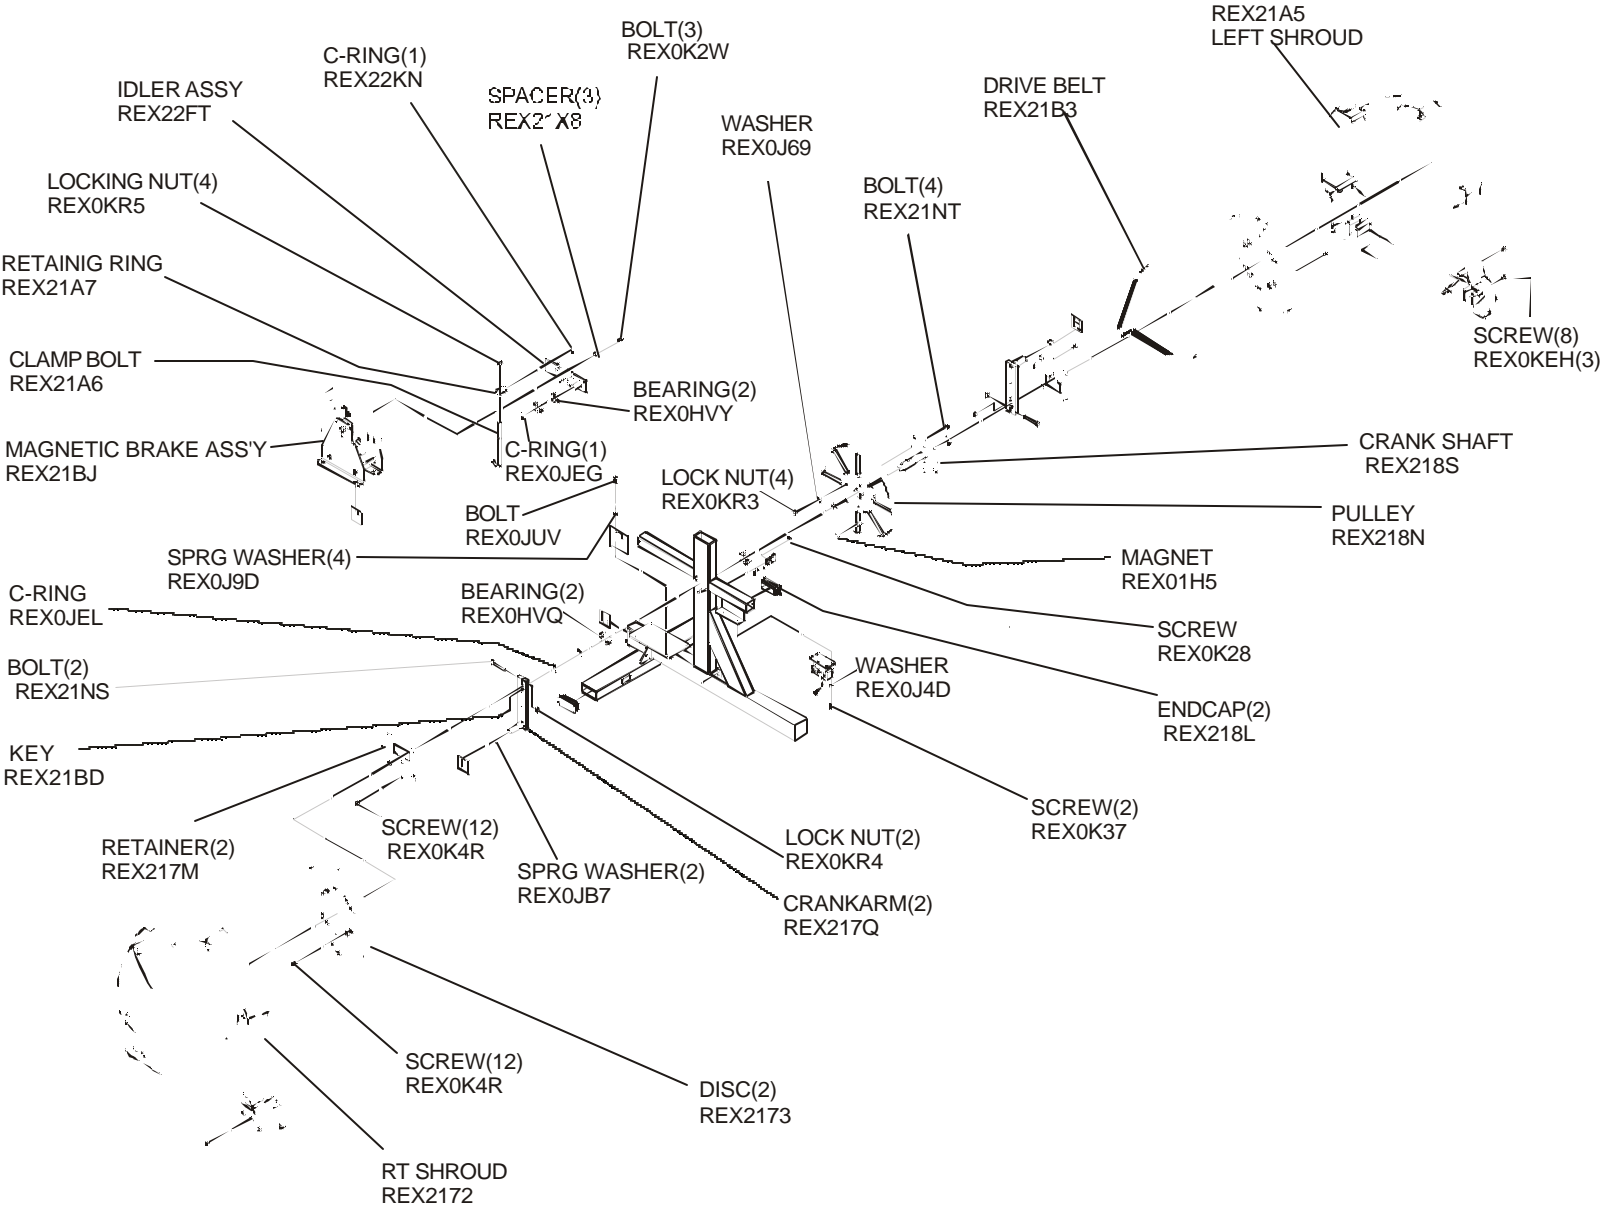 REX21A5
LEFT SHROUD
BOLT(3)
REX0K2W
C-RING(1)
REX22KN
IDLER ASSY
REX22FT
SPACER(3)
REX21X8
DRIVE BELT
REX21B3
WASHER
REX0J69
LOCKING NUT(4)
REX0KR5
BOLT(4)
REX21NT
RETAINIG RING
REX21A7
SCREW(8)
REX0KEH(3)
CLAMP BOLT
REX21A6
BEARING(2)
REX0HVY
MAGNETIC BRAKE ASS'Y
REX21BJ
C-RING(1)
REX0JEG
CRANK SHAFT
REX218S
LOCK NUT(4)
REX0KR3
BOLT
REX0JUV
PULLEY
REX218N
SPRG WASHER(4)
REX0J9D
MAGNET
REX01H5
C-RING
REX0JEL
BEARING(2)
REX0HVQ
SCREW
REX0K28
BOLT(2)
REX21NS
WASHER
REX0J4D
ENDCAP(2)
REX218L
KEY
REX21BD
SCREW(2)
REX0K37
RETAINER(2)
REX217M
SCREW(12)
REX0K4R
LOCK NUT(2)
REX0KR4
SPRG WASHER(2)
REX0JB7
CRANKARM(2)
REX217Q
SCREW(12)
REX0K4R
DISC(2)
REX2173
RT SHROUD
REX2172